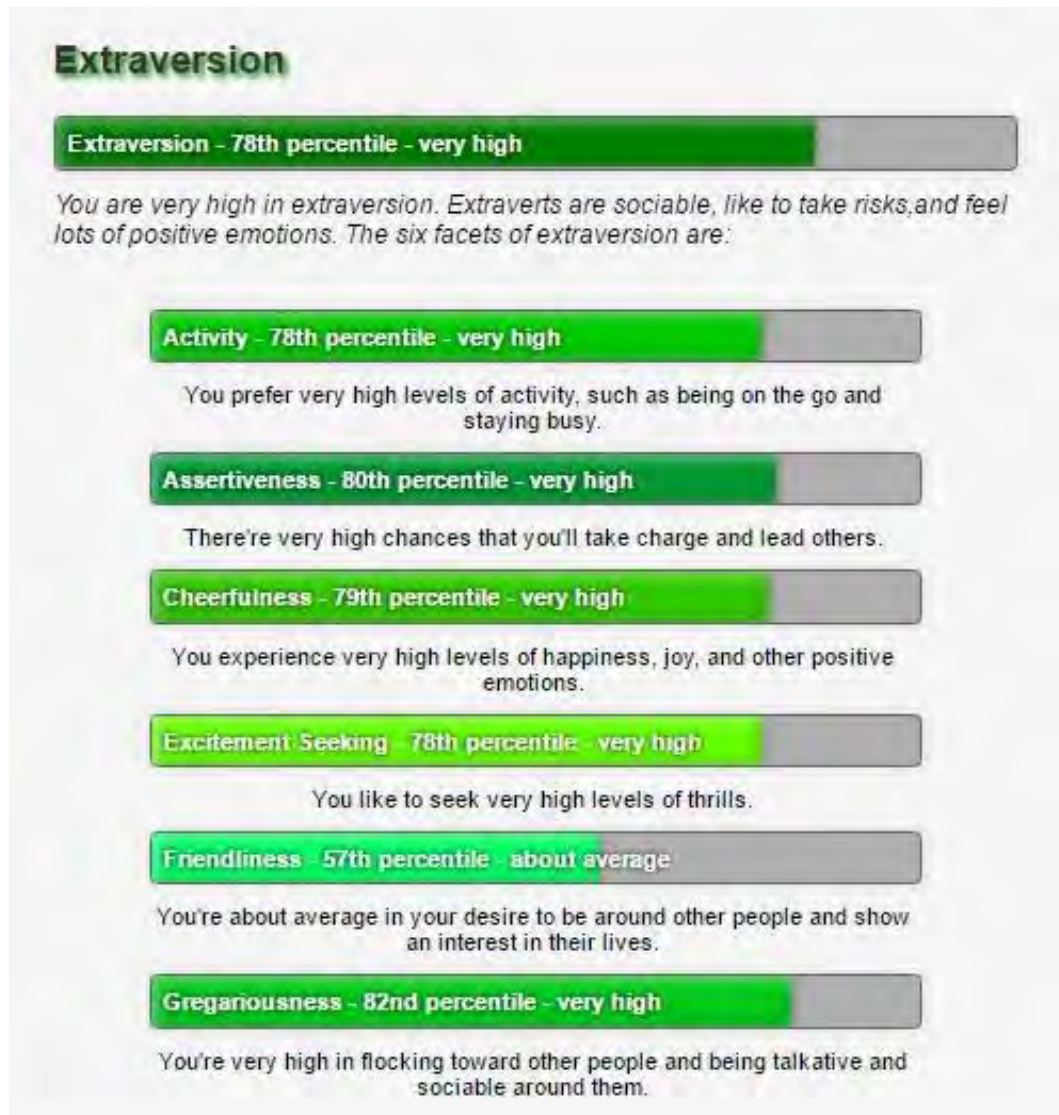 Extraversion
Extraversion - 78th percentile - very high
You are very high in extraversion. Extraverts are sociable, like to take risks,and feel
lots of positive emotions. The six facets of extraversion are:
Activity - 78th percentile - very high
You prefer very high levels of activity, such as being on the go and
staying busy.
Assertiveness - 80th percentile - very high
There're very high chances that you'll take charge and lead others.
Cheerfulness - 79th percentile - very high
You experience very high levels of happiness, joy, and other positive
emotions.
Excitement Seeking - 78th percentile - very high
You like to seek very high levels of thrills.
Friendliness - 57th percentile - about average
You're about average in your desire to be around other people and show
an interest in their lives.
Gregariousness - 82nd percentile - very high
You're very high in flocking toward other people and being talkative and
sociable around them.